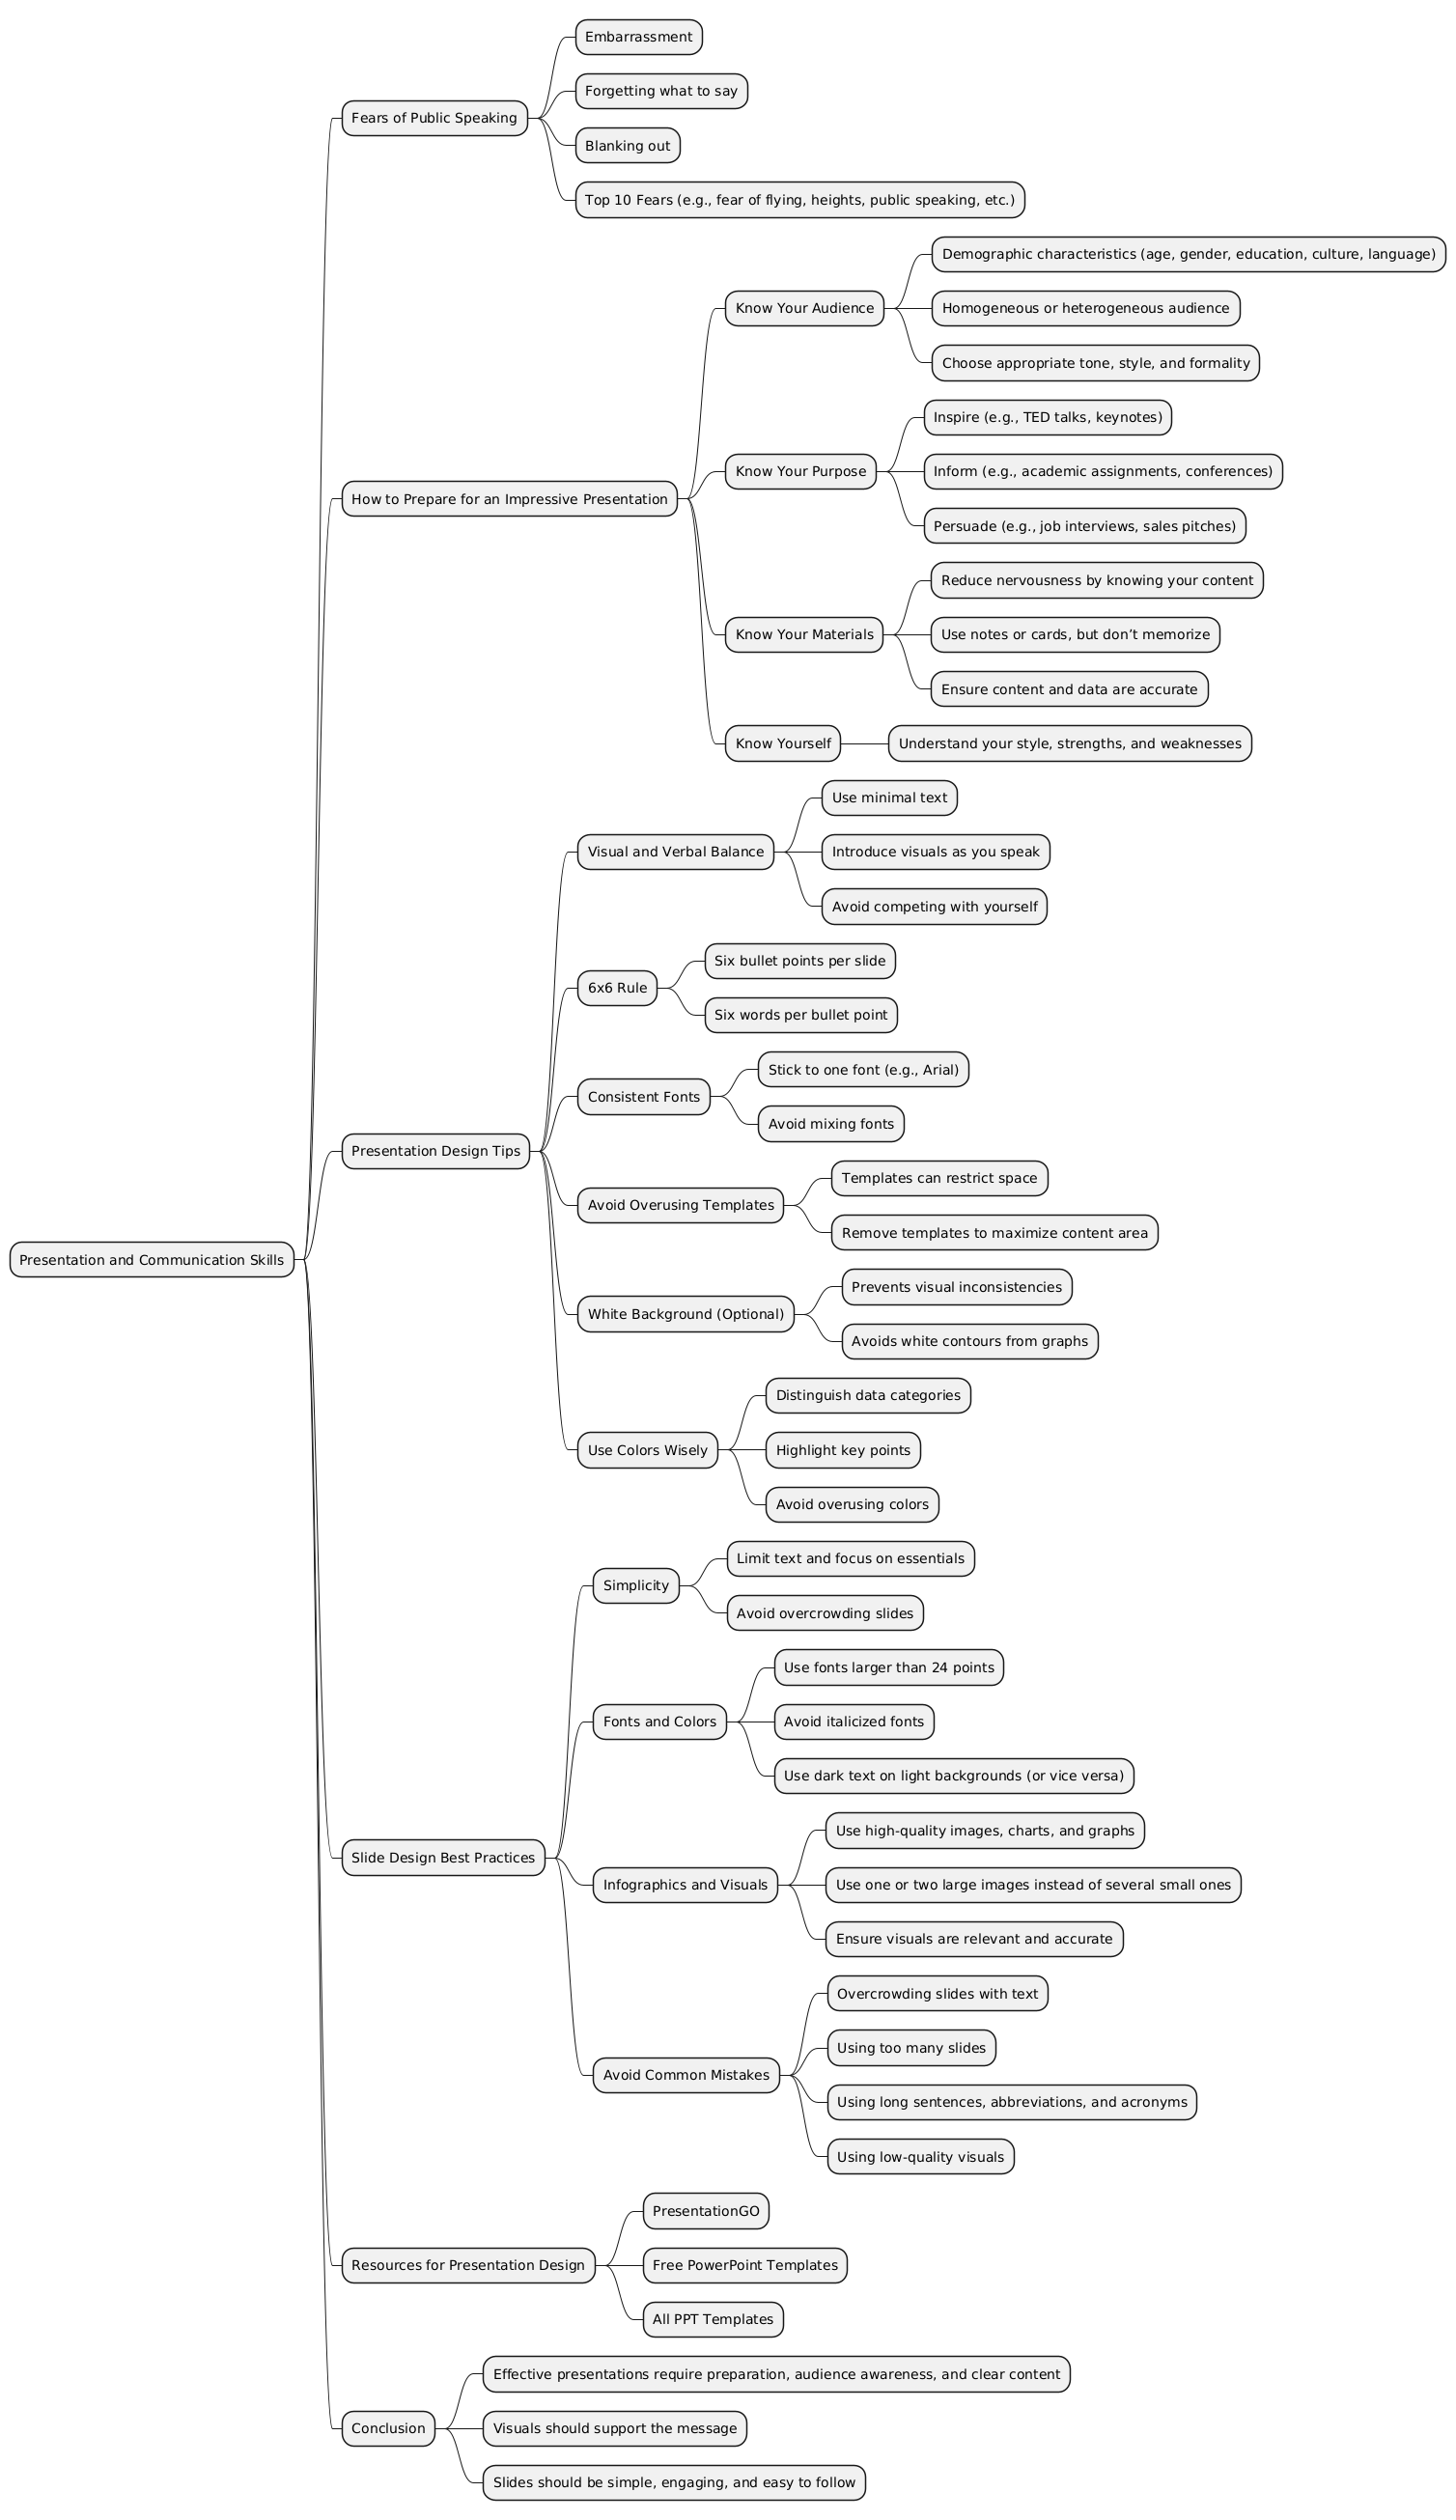 Presentation and Communication Skills
Fears of Public Speaking
Embarrassment
Forgetting what to say
Blanking out
Top 10 Fears (e.g., fear of flying, heights, public speaking, etc.)
How to Prepare for an Impressive Presentation
Know Your Audience
Demographic characteristics (age, gender, education, culture, language)
Homogeneous or heterogeneous audience
Choose appropriate tone, style, and formality
Know Your Purpose
Inspire (e.g., TED talks, keynotes)
Inform (e.g., academic assignments, conferences)
Persuade (e.g., job interviews, sales pitches)
Know Your Materials
Reduce nervousness by knowing your content
Use notes or cards, but don’t memorize
Ensure content and data are accurate
Know Yourself
Understand your style, strengths, and weaknesses
Presentation Design Tips
Visual and Verbal Balance
Use minimal text
Introduce visuals as you speak
Avoid competing with yourself
6x6 Rule
Six bullet points per slide
Six words per bullet point
Consistent Fonts
Stick to one font (e.g., Arial)
Avoid mixing fonts
Avoid Overusing Templates
Templates can restrict space
Remove templates to maximize content area
White Background (Optional)
Prevents visual inconsistencies
Avoids white contours from graphs
Use Colors Wisely
Distinguish data categories
Highlight key points
Avoid overusing colors
Slide Design Best Practices
Simplicity
Limit text and focus on essentials
Avoid overcrowding slides
Fonts and Colors
Use fonts larger than 24 points
Avoid italicized fonts
Use dark text on light backgrounds (or vice versa)
Infographics and Visuals
Use high-quality images, charts, and graphs
Use one or two large images instead of several small ones
Ensure visuals are relevant and accurate
Avoid Common Mistakes
Overcrowding slides with text
Using too many slides
Using long sentences, abbreviations, and acronyms
Using low-quality visuals
Resources for Presentation Design
PresentationGO
Free PowerPoint Templates
All PPT Templates
Conclusion
Effective presentations require preparation, audience awareness, and clear content
Visuals should support the message
Slides should be simple, engaging, and easy to follow